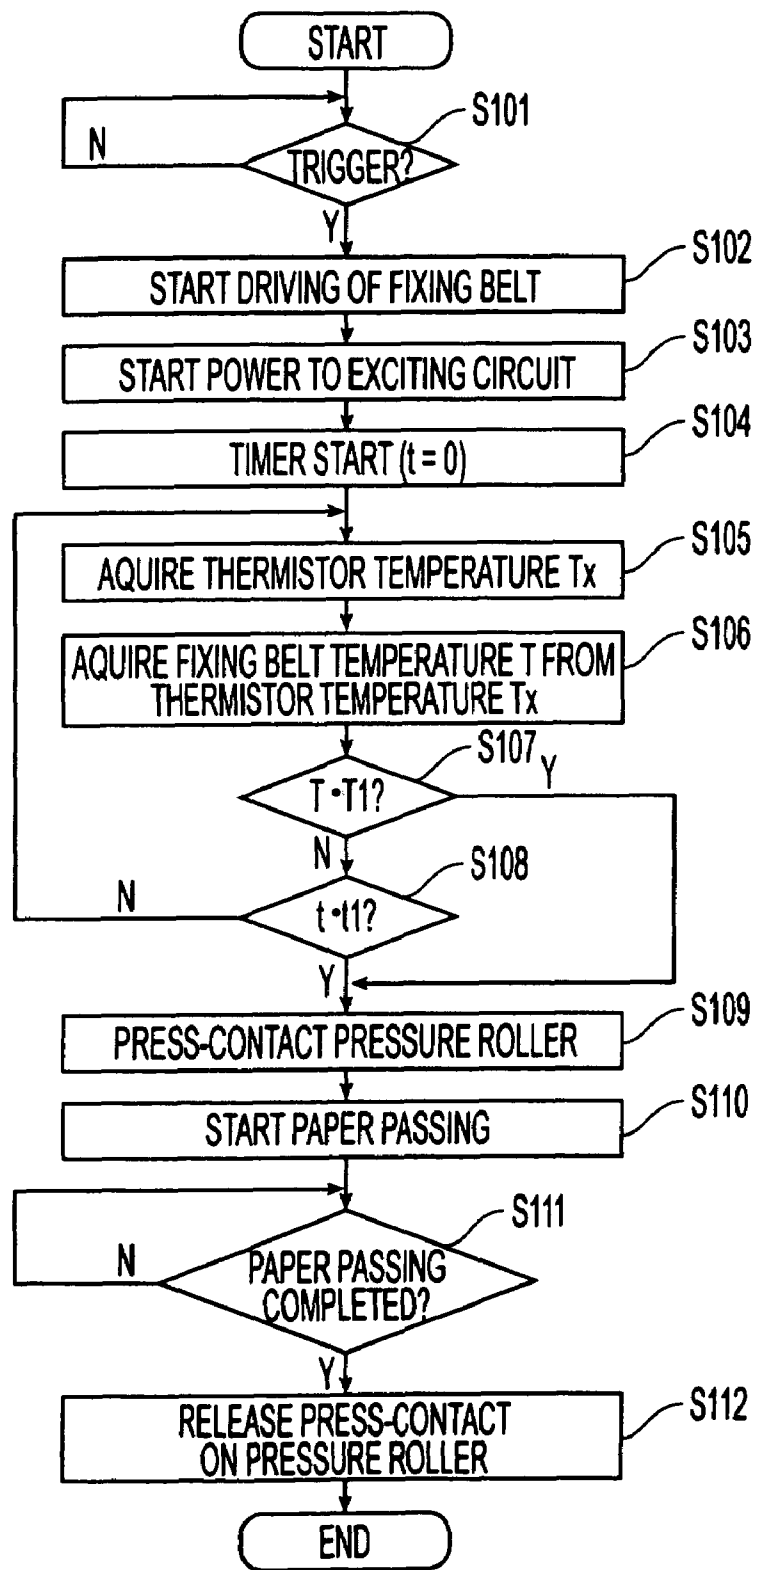 START
S101
N
TRIGGER?
Y
S102
START DRIVING OF FIXING BELT
S103
START POWER TO EXCITING CIRCUIT
S104
TIMER START (t = 0)
S105
AQUIRE THERMISTOR TEMPERATURE Tx
S106
AQUIRE FIXING BELT TEMPERATURE T FROM
THERMISTOR TEMPERATURE Tx
S107
Y
T •T1?
N
S108
N
t •t1?
Y
S109
PRESS-CONTACT PRESSURE ROLLER
S110
START PAPER PASSING
S111
N
PAPER PASSING
COMPLETED?
Y
S112
RELEASE PRESS-CONTACT
ON PRESSURE ROLLER
END